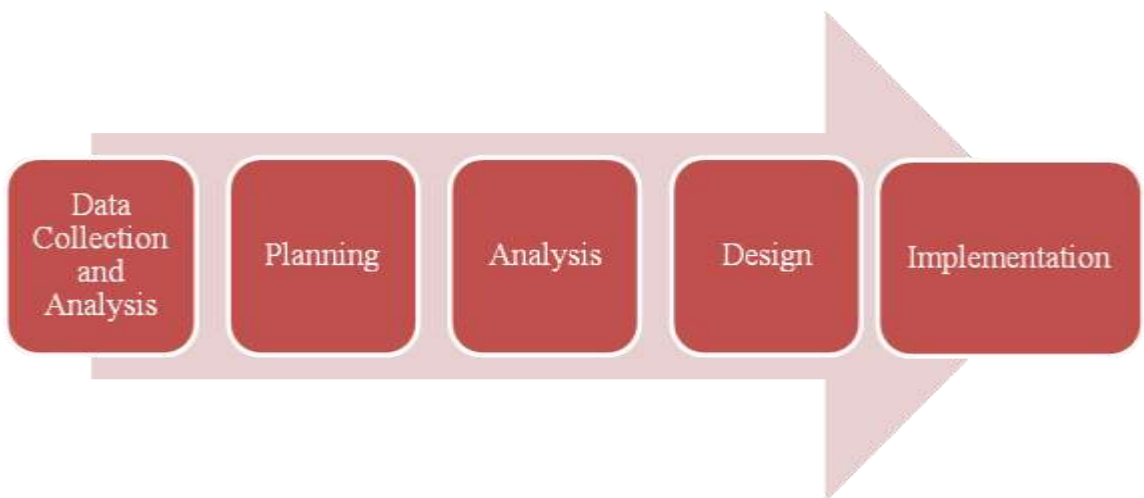 Data
Collection
and
Analysis
Planning
Analysis
Design
Implementation